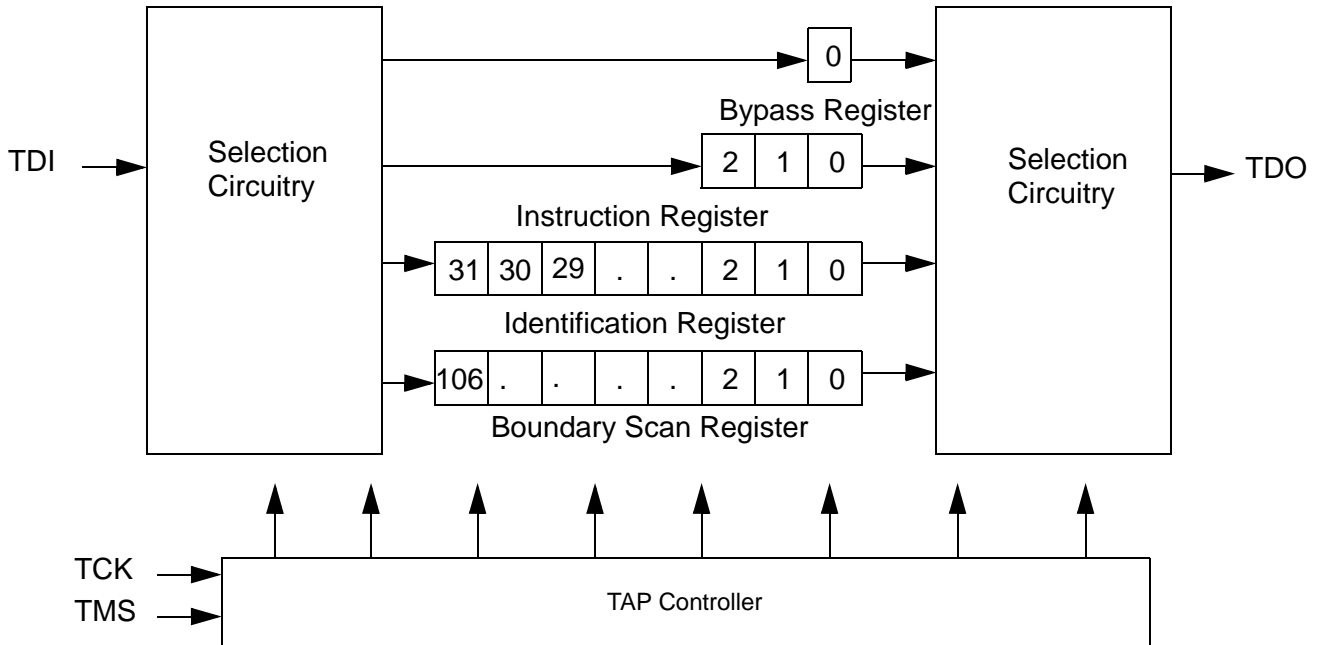 0
Bypass Register
TDI
Selection
Circuitry
2 1 0
Selection
Circuitry
TDO
Instruction Register
31 30 29 . . 2 1 0
Identification Register
106 . . . . 2 1 0
Boundary Scan Register
TCK
TMS
TAP Controller